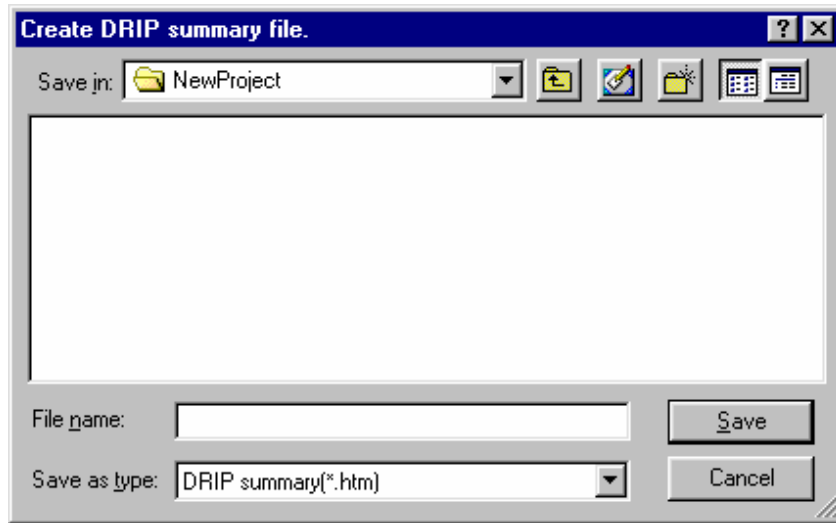 Create DRIP summary file.
Save in: NewProject
File name: Save
Save as type: DRIP summary(*.htm) Cancel